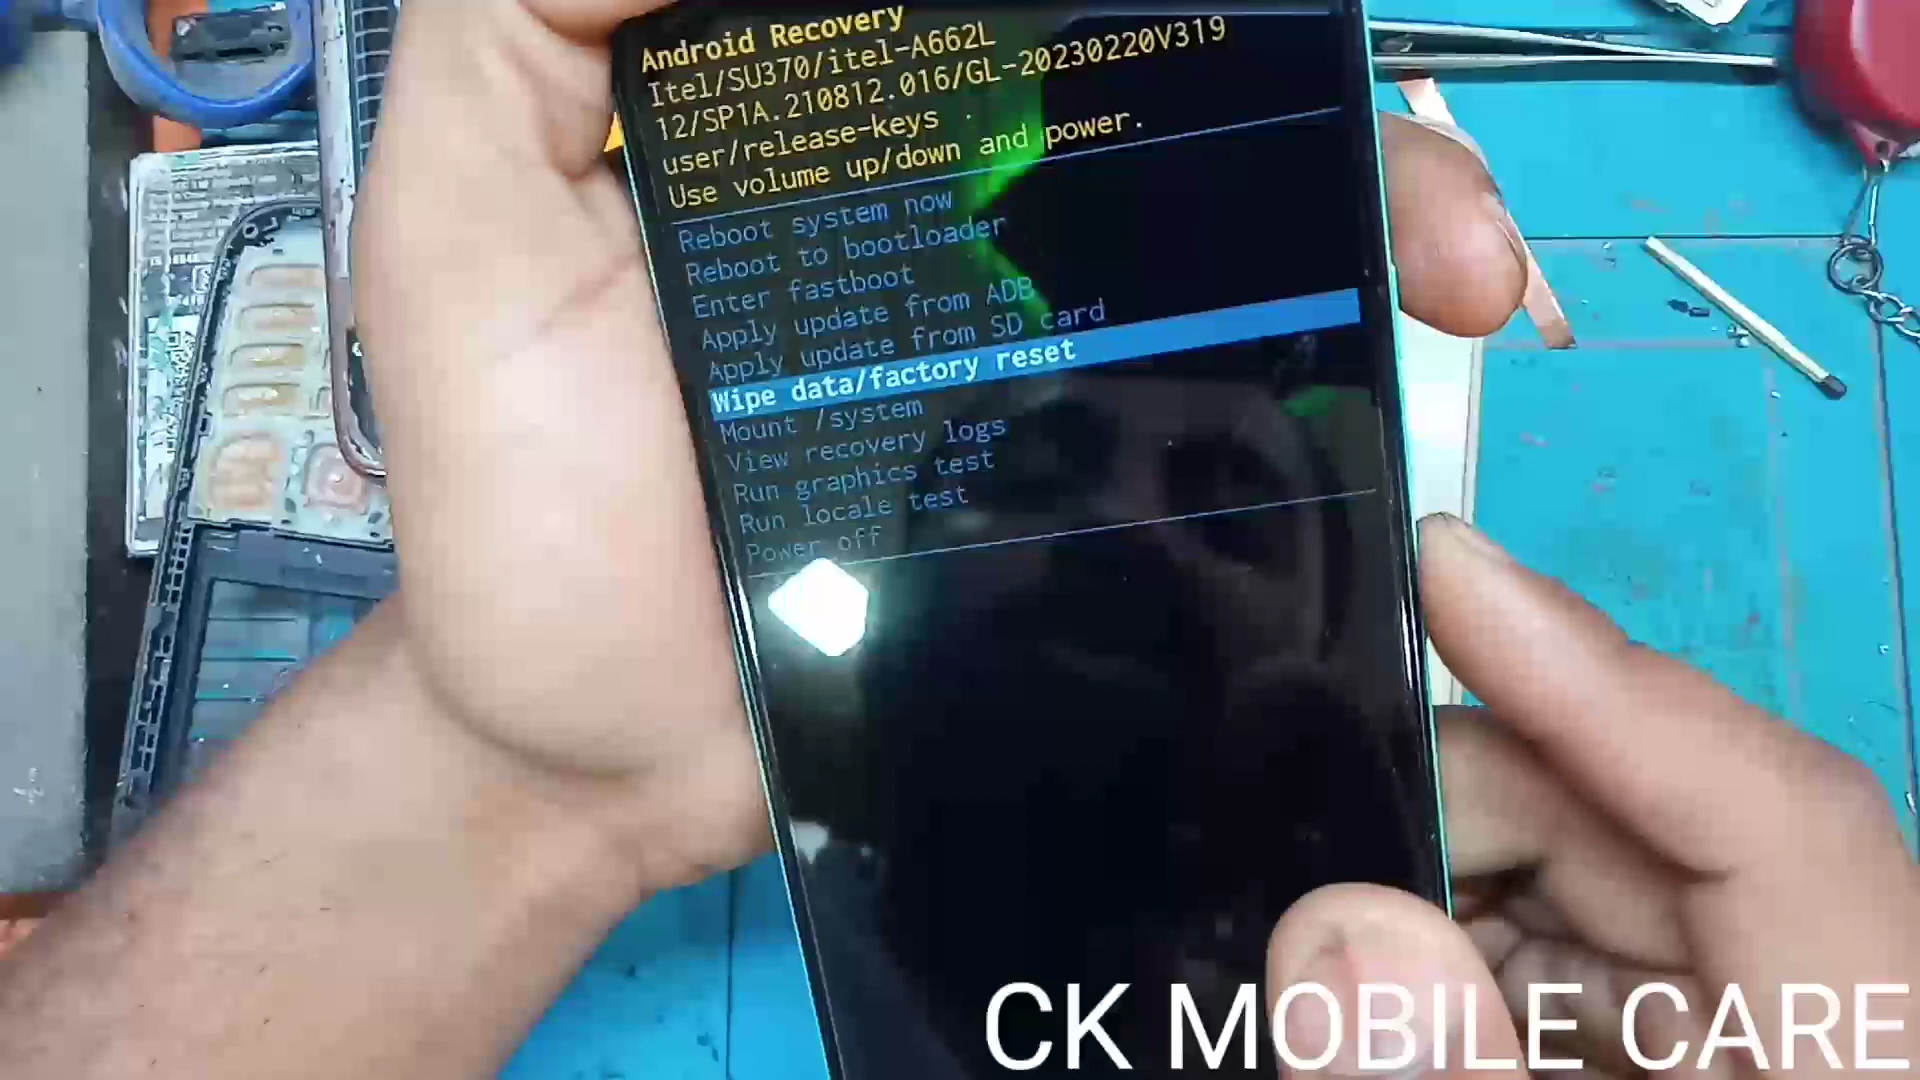 Android Recovery
Itel/SU370/itel-A662L
12/SP1A.210812.016/GL-20230220V319
user/release-keys
Use volume up/down and power.
Reboot system now
Reboot to bootloader
Enter fastboot
Apply update from ADB
Apply update from SD card
Wipe data/factory reset
Mount /system
View recovery logs
Run graphics test
Run locale test
Power off
CK MOBILE CARE